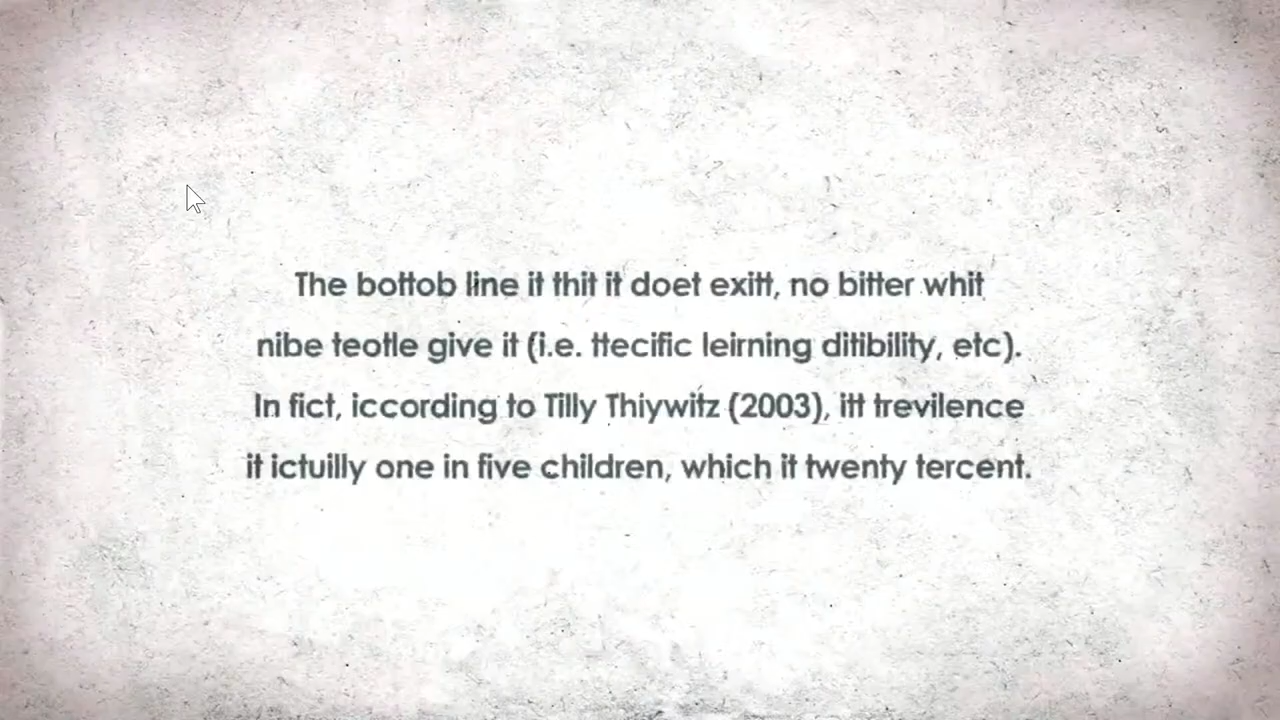 The bottob line it thit it doet exitt, no bitter whit
nibe teotle give it (i.e. ttecific leirning ditibility, etc).
In fict, iccording to Tilly Thiywitz (2003), itt trevilence
it ictuilly one in five children, which it twenty tercent.